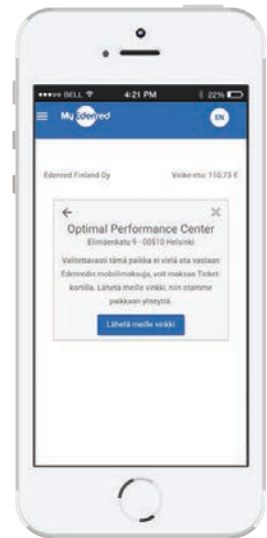 BELL 4:21 PM 22%
My Edenred EN
Edenred Finland Oy Virike-etu: 110,73 €
Optimal Performance Center
Elimäenkatu 9 - 00510 Helsinki
Valitettavasti tämä paikka ei vielä ota vastaan
Edenredin mobiilimaksuja, voit maksaa Ticket-
kortilla. Lähetä meille vinkki, niin otamme
paikkaan yhteyttä.
Lähetä meille vinkki